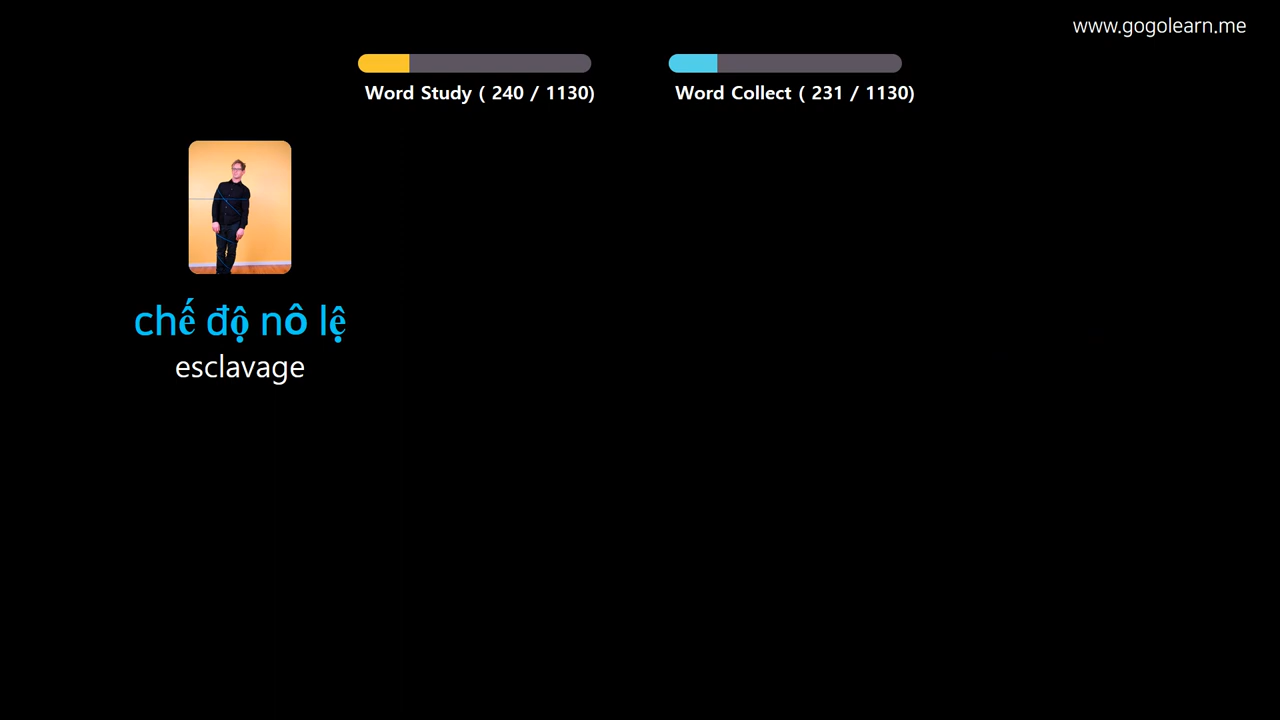 www.gogolearn.me
Word Study ( 240 / 1130)
Word Collect ( 231 / 1130)
chế độ nô lệ
esclavage